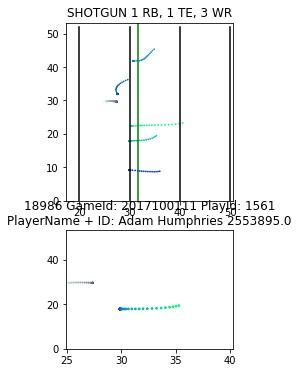 SHOTGUN 1 RB, 1 TE, 3 WR
50
40
30
20
10
0
20 30 40 50
18986 GameId: 2017100111 PlayId: 1561
PlayerName + ID: Adam Humphries 2553895.0
40
20
0
25 30 35 40